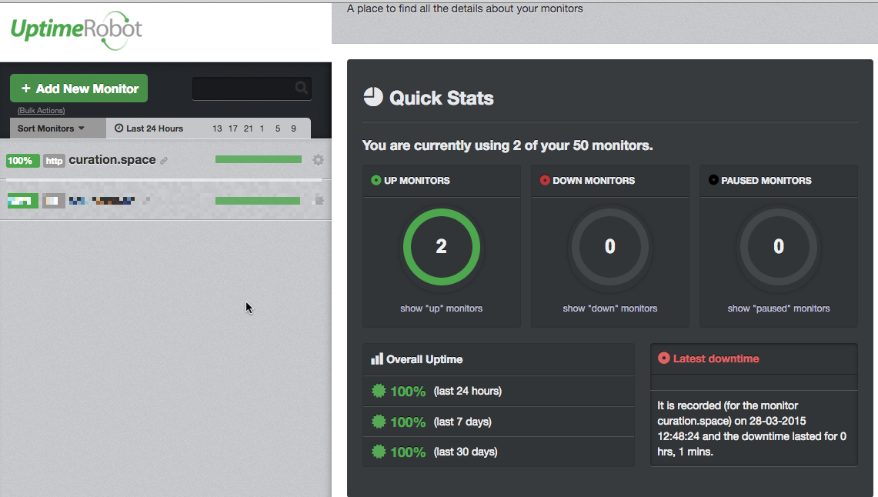 A place to find all the details about your monitors
UptimeRobot
+ Add New Monitor
(Bulk Actions)
Sort Monitors
Last 24 Hours
13 17 21 1 5 9
100% http curation.space
Quick Stats
You are currently using 2 of your 50 monitors.
UP MONITORS
2
show "up" monitors
DOWN MONITORS
0
show "down" monitors
PAUSED MONITORS
0
show "paused" monitors
Overall Uptime
100% (last 24 hours)
100% (last 7 days)
100% (last 30 days)
Latest downtime
It is recorded (for the monitor
curation.space) on 28-03-2015
12:48:24 and the downtime lasted for 0
hrs, 1 mins.